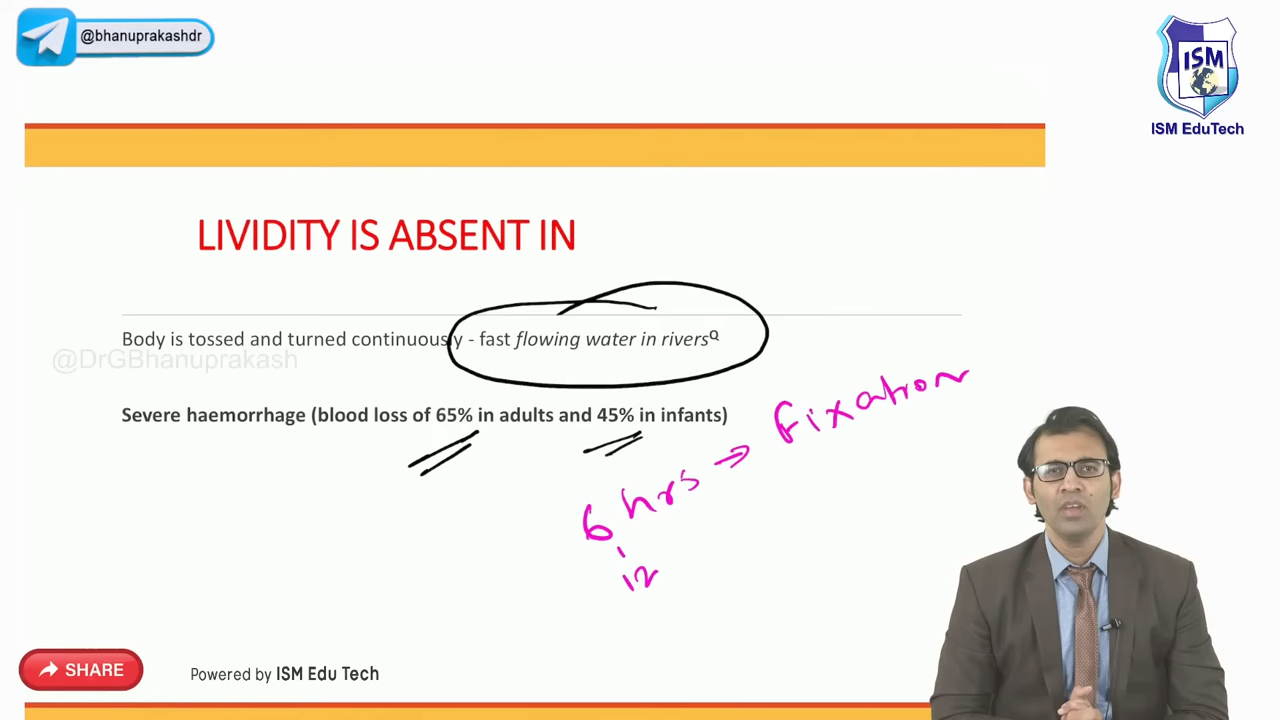 @bhanuprakashdr
ISM
ISM EduTech
LIVIDITY IS ABSENT IN
Body is tossed and turned continuously - fast flowing water in riversQ
@DrGBhanuprakash
Severe haemorrhage (blood loss of 65% in adults and 45% in infants)
6 hrs → Fixation
12
SHARE
Powered by ISM Edu Tech